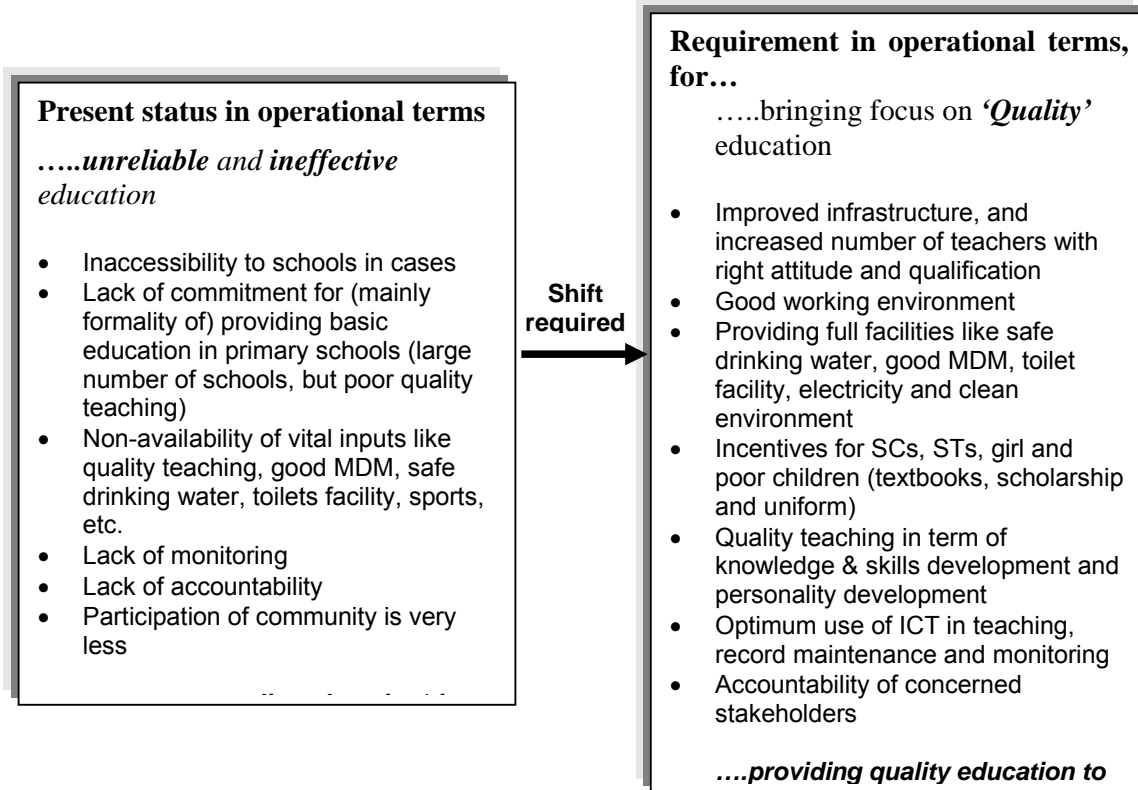 Present status in operational terms
…..unreliable and ineffective
education
• Inaccessibility to schools in cases
• Lack of commitment for (mainly
formality of) providing basic
education in primary schools (large
number of schools, but poor quality
teaching)
• Non-availability of vital inputs like
quality teaching, good MDM, safe
drinking water, toilets facility, sports,
etc.
• Lack of monitoring
• Lack of accountability
• Participation of community is very
less
Shift
required
Requirement in operational terms,
for…
…..bringing focus on ‘Quality’
education
• Improved infrastructure, and
increased number of teachers with
right attitude and qualification
• Good working environment
• Providing full facilities like safe
drinking water, good MDM, toilet
facility, electricity and clean
environment
• Incentives for SCs, STs, girl and
poor children (textbooks, scholarship
and uniform)
• Quality teaching in term of
knowledge & skills development and
personality development
• Optimum use of ICT in teaching,
record maintenance and monitoring
• Accountability of concerned
stakeholders
….providing quality education to